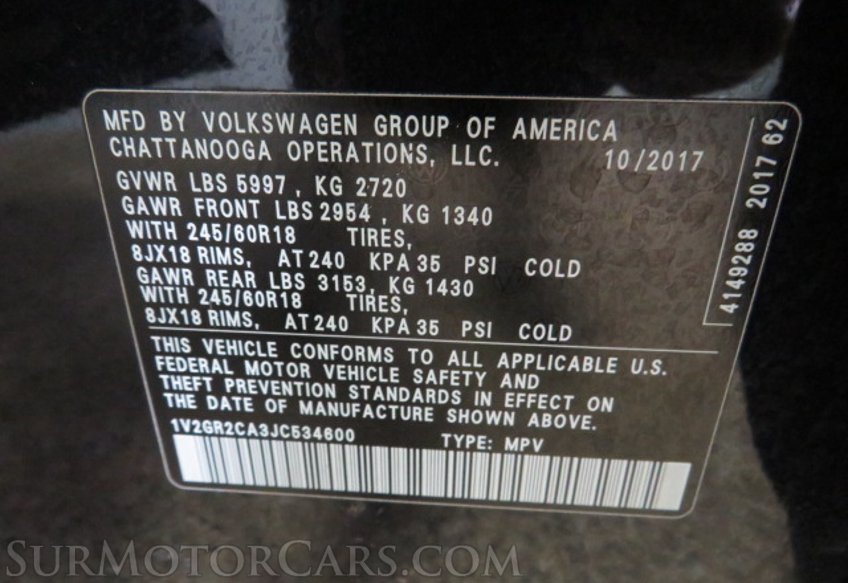 MFD BY VOLKSWAGEN GROUP OF AMERICA
CHATTANOOGA OPERATIONS, LLC. 10/2017
GVWR LBS 5997 , KG 2720
GAWR FRONT LBS 2954 , KG 1340
WITH 245/60R18 TIRES,
8JX18 RIMS, AT 240 KPA 35 PSI COLD
GAWR REAR LBS 3153, KG 1430
WITH 245/60R18 TIRES,
8JX18 RIMS, AT 240 KPA 35 PSI COLD
4149288 2017 62
THIS VEHICLE CONFORMS TO ALL APPLICABLE U.S.
FEDERAL MOTOR VEHICLE SAFETY AND
THEFT PREVENTION STANDARDS IN EFFECT ON
THE DATE OF MANUFACTURE SHOWN ABOVE.
1V2GR2CA3JC534600 TYPE: MPV
SURMOTORCARS.COM